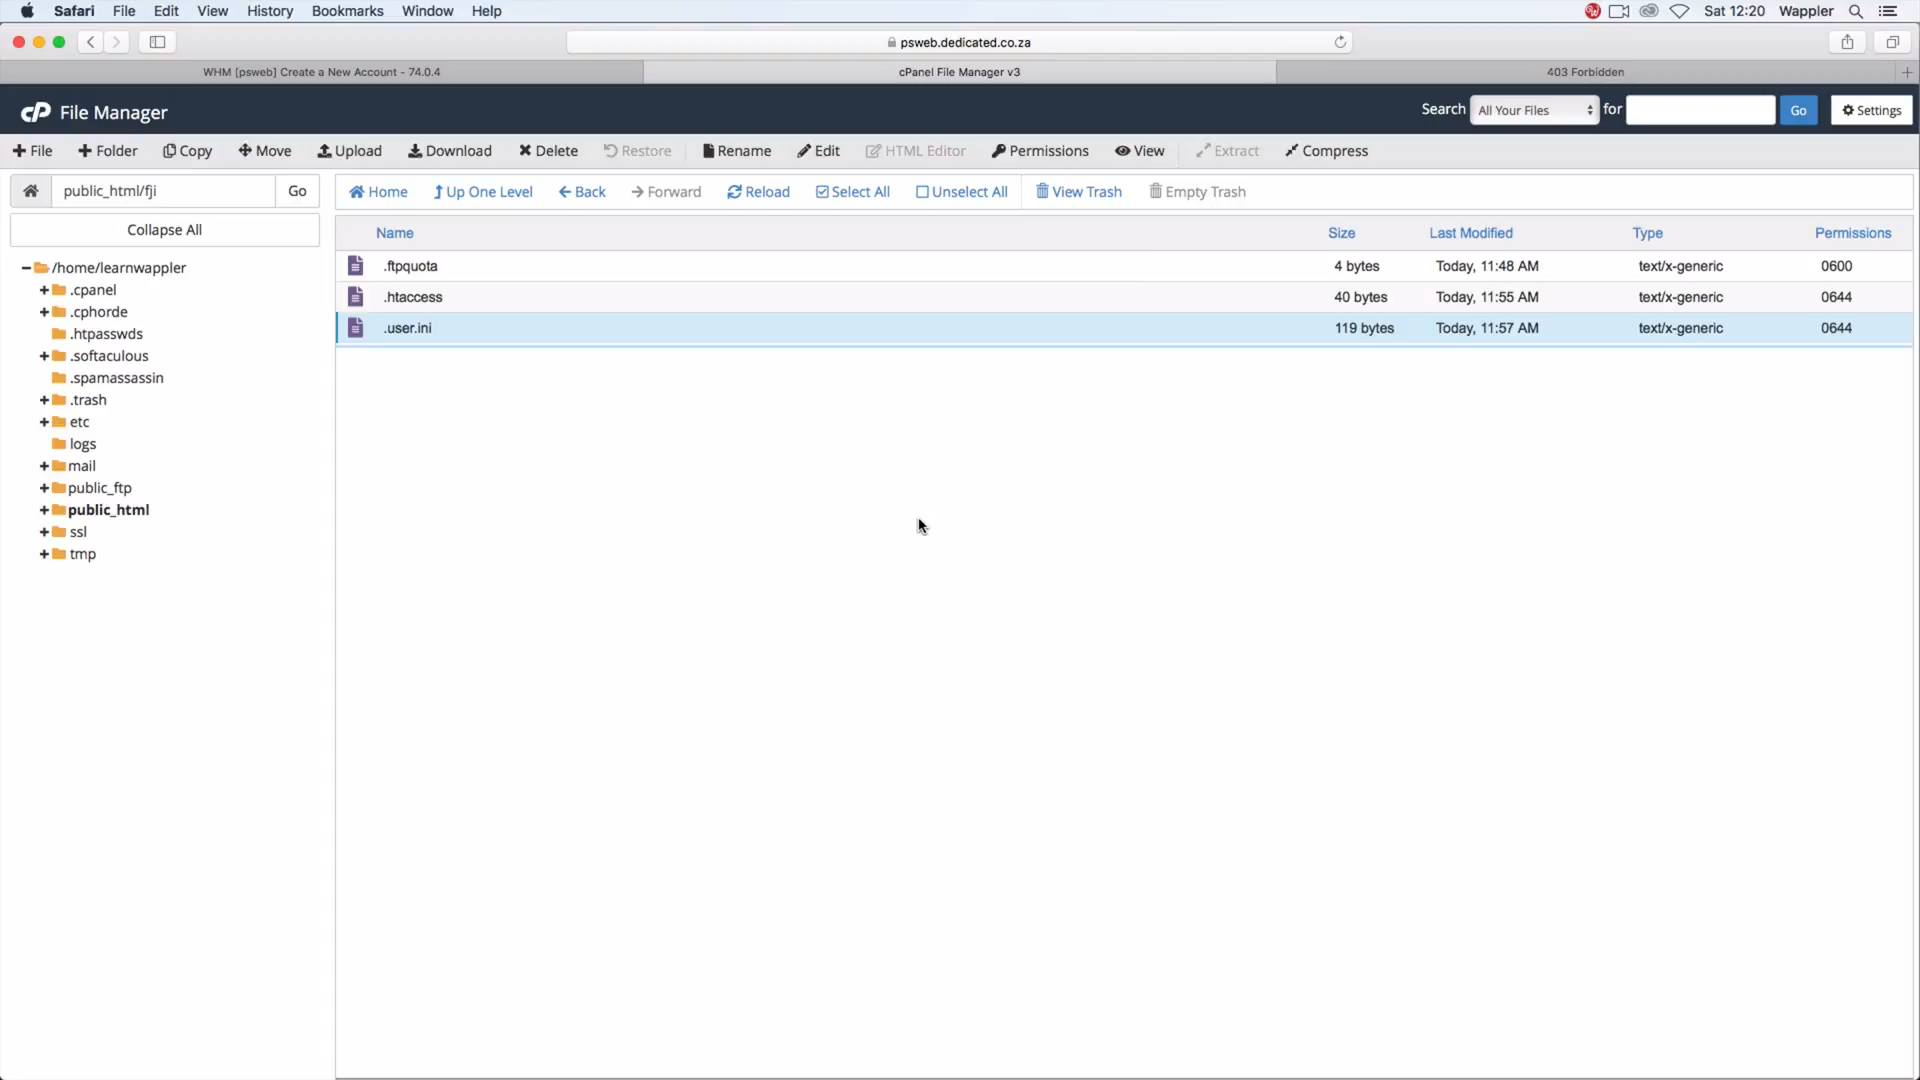 Safari File Edit View History Bookmarks Window Help Sat 12:20 Wappler
psweb.dedicated.co.za
WHM [psweb] Create a New Account - 74.0.4 cPanel File Manager v3 403 Forbidden
cP File Manager Search All Your Files for Go Settings
File Folder Copy Move Upload Download Delete Restore Rename Edit HTML Editor Permissions View Extract Compress
public_html/fji Go Home Up One Level Back Forward Reload Select All Unselect All View Trash Empty Trash
Collapse All
Name Size Last Modified Type Permissions
.ftpquota 4 bytes Today, 11:48 AM text/x-generic 0600
.htaccess 40 bytes Today, 11:55 AM text/x-generic 0644
.user.ini 119 bytes Today, 11:57 AM text/x-generic 0644
/home/learnwappler
.cpanel
.cphorde
.htpasswds
.softaculous
.spamassassin
.trash
etc
logs
mail
public_ftp
public_html
ssl
tmp